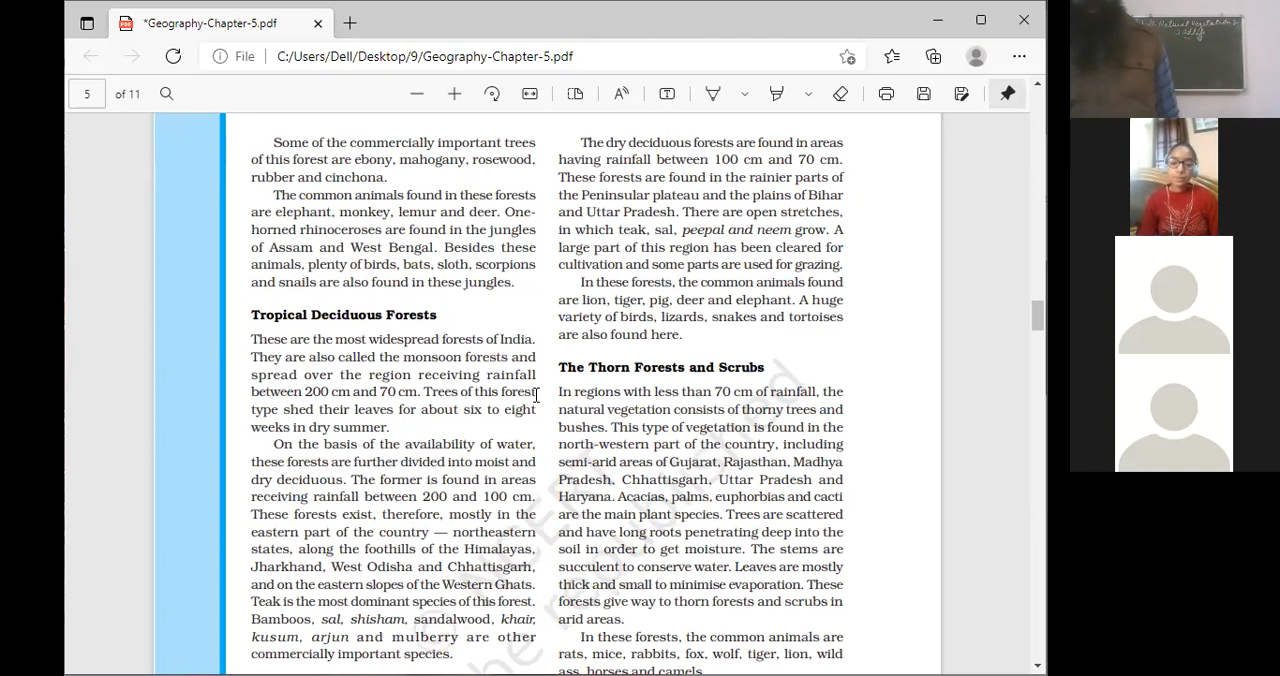 *Geography-Chapter-5.pdf
File
C:/Users/Dell/Desktop/9/Geography-Chapter-5.pdf
5 of 11
Some of the commercially important trees
of this forest are ebony, mahogany, rosewood,
rubber and cinchona.
The common animals found in these forests
are elephant, monkey, lemur and deer. One-
horned rhinoceroses are found in the jungles
of Assam and West Bengal. Besides these
animals, plenty of birds, bats, sloth, scorpions
and snails are also found in these jungles.
Tropical Deciduous Forests
These are the most widespread forests of India.
They are also called the monsoon forests and
spread over the region receiving rainfall
between 200 cm and 70 cm. Trees of this forest
type shed their leaves for about six to eight
weeks in dry summer.
On the basis of the availability of water,
these forests are further divided into moist and
dry deciduous. The former is found in areas
receiving rainfall between 200 and 100 cm.
These forests exist, therefore, mostly in the
eastern part of the country — northeastern
states, along the foothills of the Himalayas,
Jharkhand, West Odisha and Chhattisgarh,
and on the eastern slopes of the Western Ghats.
Teak is the most dominant species of this forest.
Bamboos, sal, shisham, sandalwood, khair,
kusum, arjun and mulberry are other
commercially important species.
The dry deciduous forests are found in areas
having rainfall between 100 cm and 70 cm.
These forests are found in the rainier parts of
the Peninsular plateau and the plains of Bihar
and Uttar Pradesh. There are open stretches,
in which teak, sal, peepal and neem grow. A
large part of this region has been cleared for
cultivation and some parts are used for grazing.
In these forests, the common animals found
are lion, tiger, pig, deer and elephant. A huge
variety of birds, lizards, snakes and tortoises
are also found here.
The Thorn Forests and Scrubs
In regions with less than 70 cm of rainfall, the
natural vegetation consists of thorny trees and
bushes. This type of vegetation is found in the
north-western part of the country, including
semi-arid areas of Gujarat, Rajasthan, Madhya
Pradesh, Chhattisgarh, Uttar Pradesh and
Haryana. Acacias, palms, euphorbias and cacti
are the main plant species. Trees are scattered
and have long roots penetrating deep into the
soil in order to get moisture. The stems are
succulent to conserve water. Leaves are mostly
thick and small to minimise evaporation. These
forests give way to thorn forests and scrubs in
arid areas.
In these forests, the common animals are
rats, mice, rabbits, fox, wolf, tiger, lion, wild
ass, horses and camels.
© NCERT
be republished
Natural Vegetation &
Wildlife